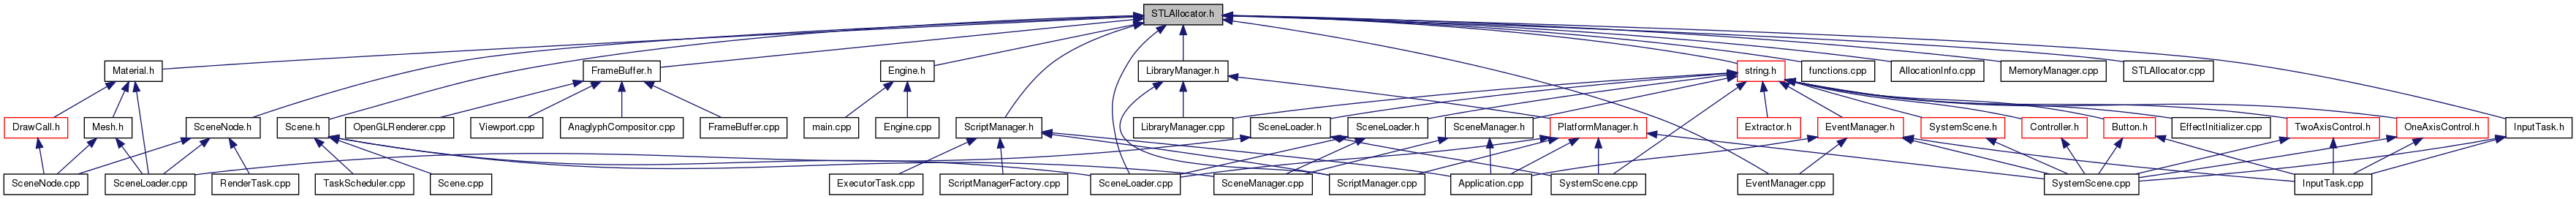 STLAllocator.h
Material.h
FrameBuffer.h
Engine.h
LibraryManager.h
string.h
functions.cpp
AllocationInfo.cpp
MemoryManager.cpp
STLAllocator.cpp
DrawCall.h
Mesh.h
SceneNode.h
Scene.h
OpenGLRenderer.cpp
Viewport.cpp
AnaglyphCompositor.cpp
FrameBuffer.cpp
main.cpp
Engine.cpp
ScriptManager.h
LibraryManager.cpp
SceneLoader.h
SceneLoader.h
SceneManager.h
PlatformManager.h
Extractor.h
EventManager.h
SystemScene.h
Controller.h
Button.h
EffectInitializer.cpp
TwoAxisControl.h
OneAxisControl.h
InputTask.h
SceneNode.cpp
SceneLoader.cpp
RenderTask.cpp
TaskScheduler.cpp
Scene.cpp
ExecutorTask.cpp
ScriptManagerFactory.cpp
SceneLoader.cpp
SceneManager.cpp
ScriptManager.cpp
Application.cpp
SystemScene.cpp
EventManager.cpp
SystemScene.cpp
InputTask.cpp